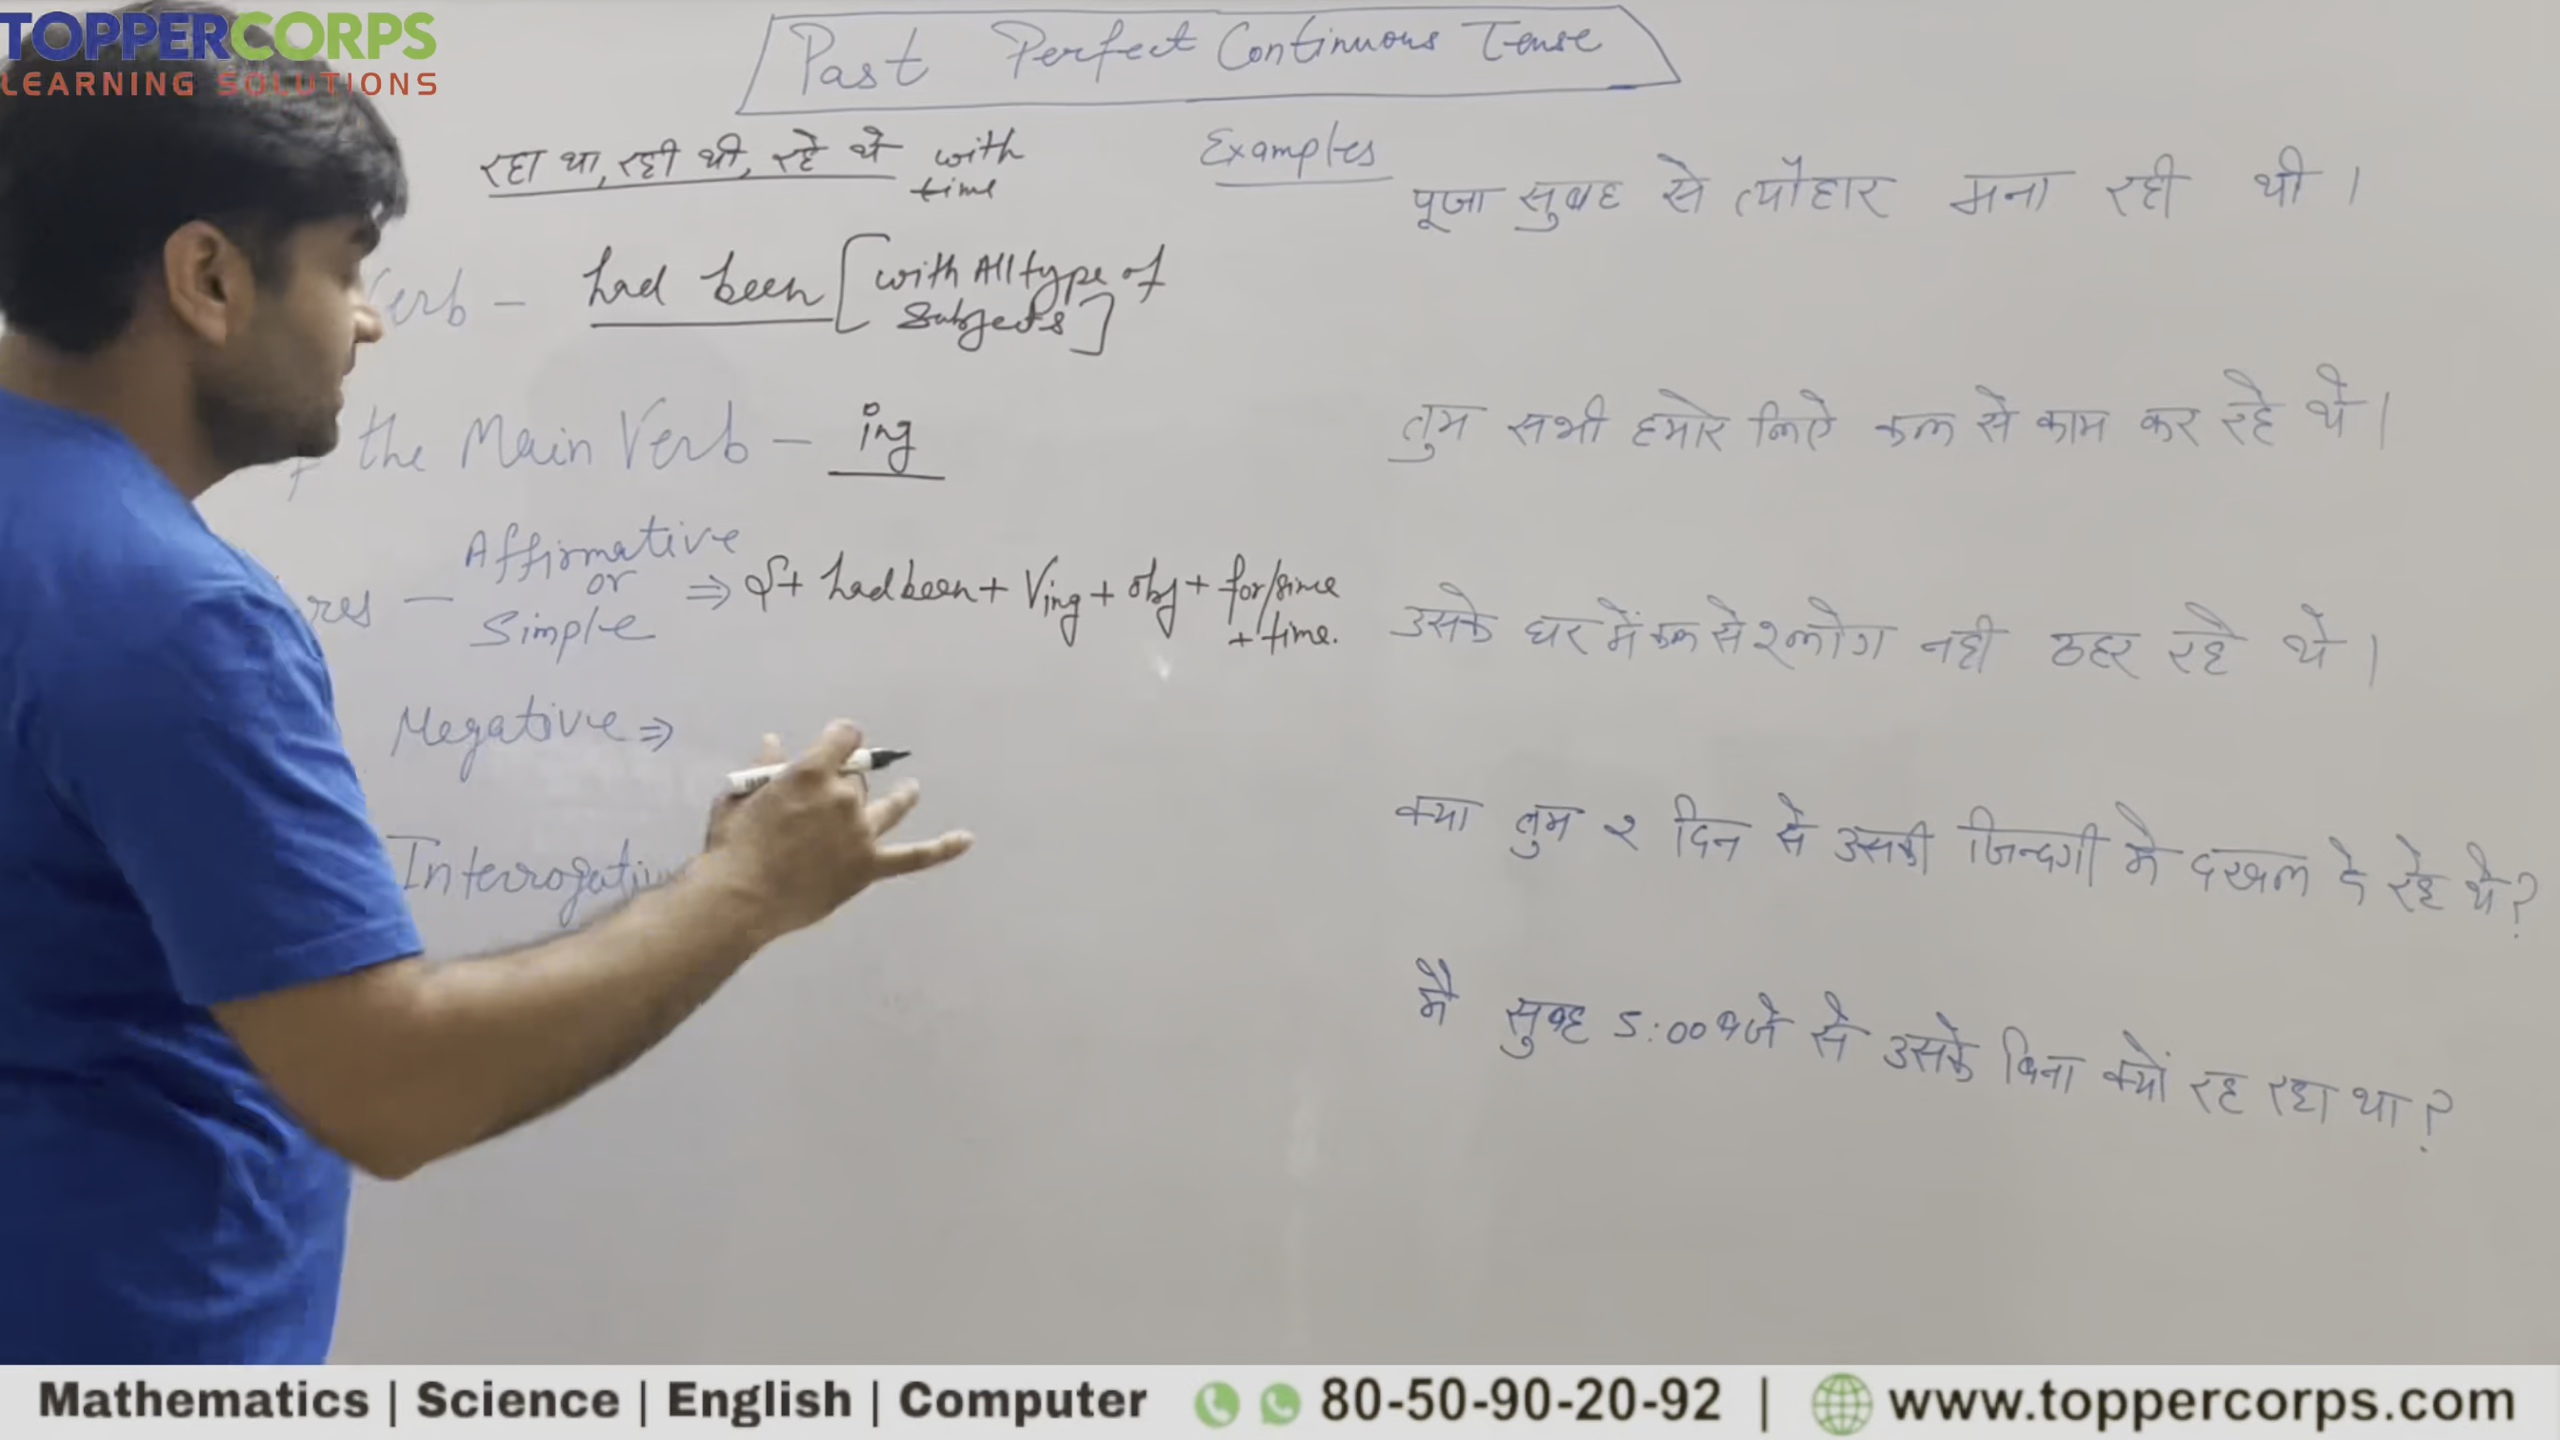 TOPPERCORPS
LEARNING SOLUTIONS
Past Perfect Continuous Tense
रहा था, रही थी, रहे थे with
time
Verb - had been [with All type of
Subjects]
the Main Verb - ing
Affirmative
or
Simple
⇒ S + had been + Ving + obj + for/since
+ time.
Negative ⇒
Examples
पूजा सुबह से त्यौहार मना रही थी ।
तुम सभी हमारे लिऐ कल से काम कर रहे थे ।
उसके घर में कल से २ लोग नही ठहर रहे थे ।
क्या तुम २ दिन से उसकी जिन्दगी मे दखल दे रहे थे ?
मै सुबह 5:00 बजे से उसके बिना क्यों रह रहा था ?
Mathematics | Science | English | Computer 80-50-90-20-92 | www.toppercorps.com